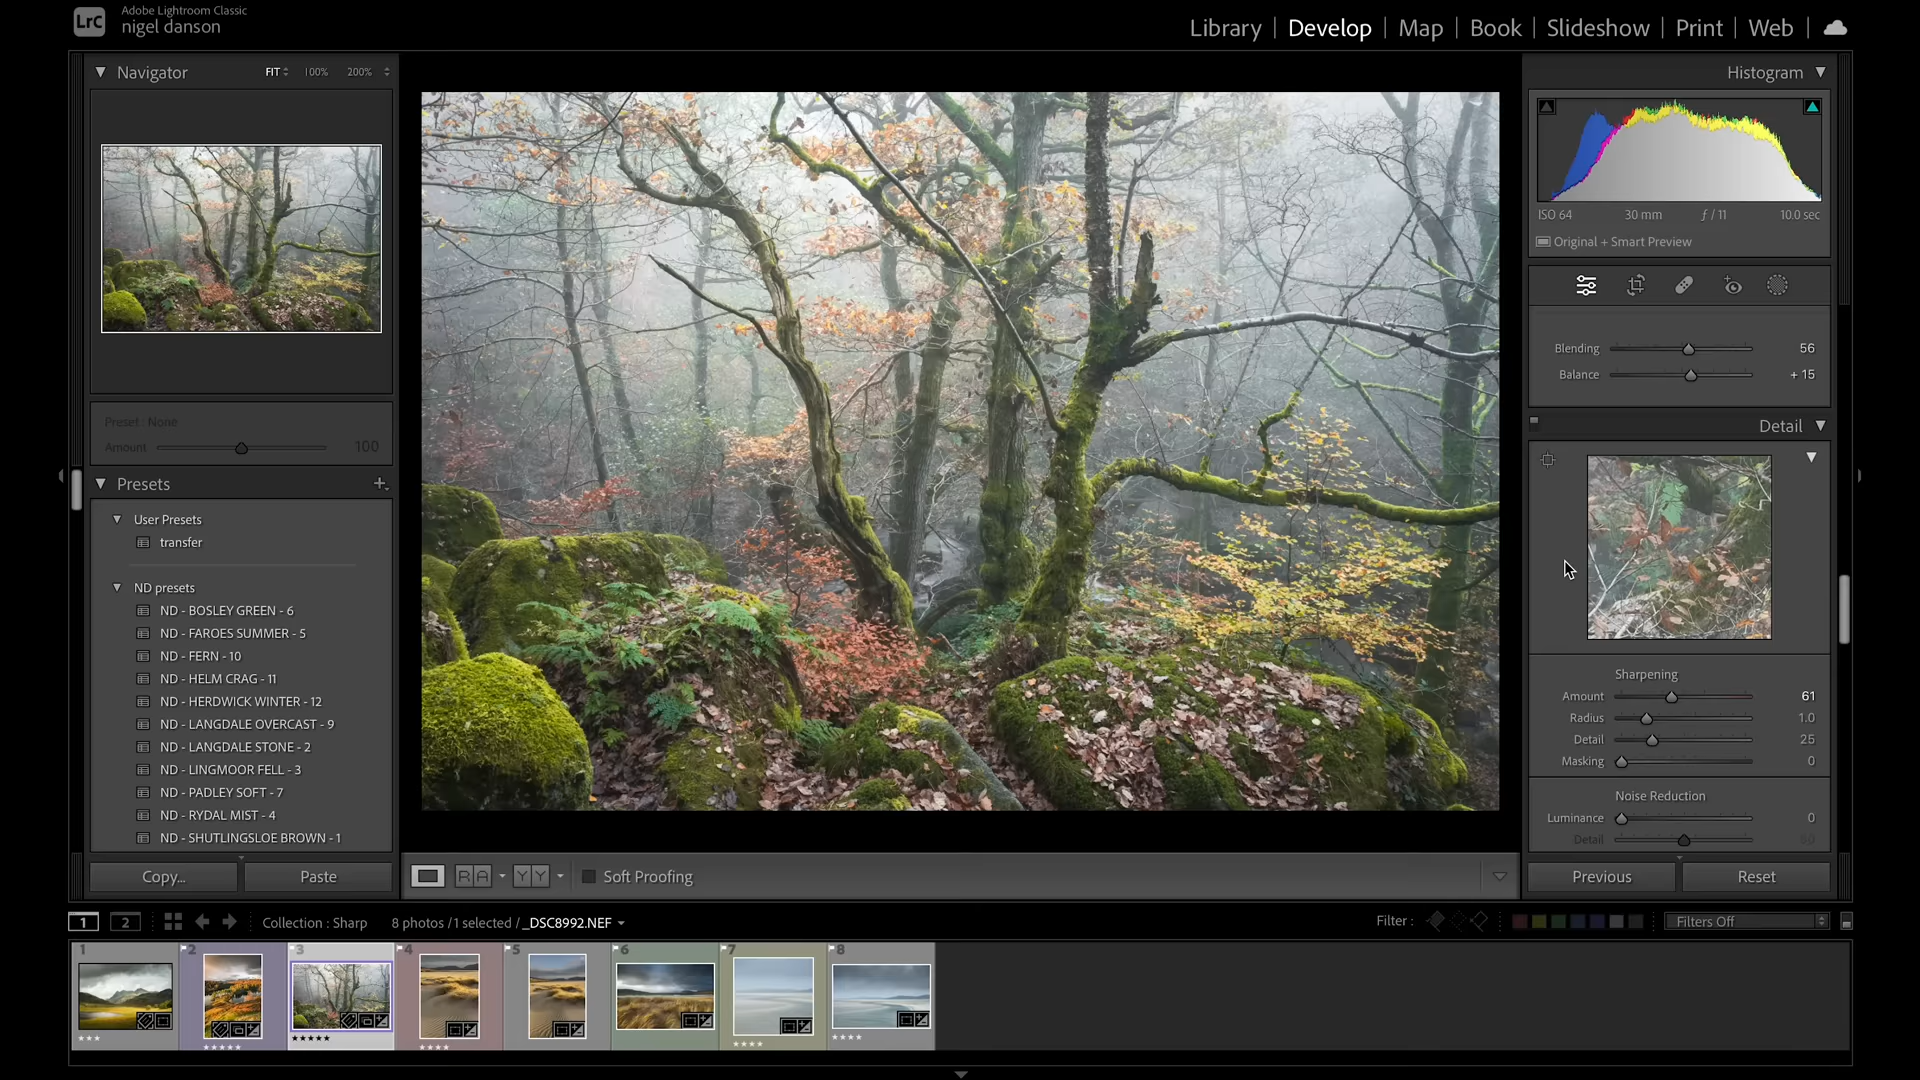 LrC
Adobe Lightroom Classic
nigel danson
Library | Develop | Map | Book | Slideshow | Print | Web |
Navigator
FIT 100% 200%
Preset : None
Amount 100
Presets
User Presets
transfer
ND presets
ND - BOSLEY GREEN - 6
ND - FAROES SUMMER - 5
ND - FERN - 10
ND - HELM CRAG - 11
ND - HERDWICK WINTER - 12
ND - LANGDALE OVERCAST - 9
ND - LANGDALE STONE - 2
ND - LINGMOOR FELL - 3
ND - PADLEY SOFT - 7
ND - RYDAL MIST - 4
ND - SHUTLINGSLOE BROWN - 1
Copy... Paste
R A Y Y Soft Proofing
Histogram
ISO 64 30 mm ƒ / 11 10.0 sec
Original + Smart Preview
Blending 56
Balance + 15
Detail
Sharpening
Amount 61
Radius 1.0
Detail 25
Masking 0
Noise Reduction
Luminance 0
Detail
Previous Reset
1 2 Collection : Sharp 8 photos / 1 selected / _DSC8992.NEF Filter : Filters Off
1 2 3 4 5 6 7 8